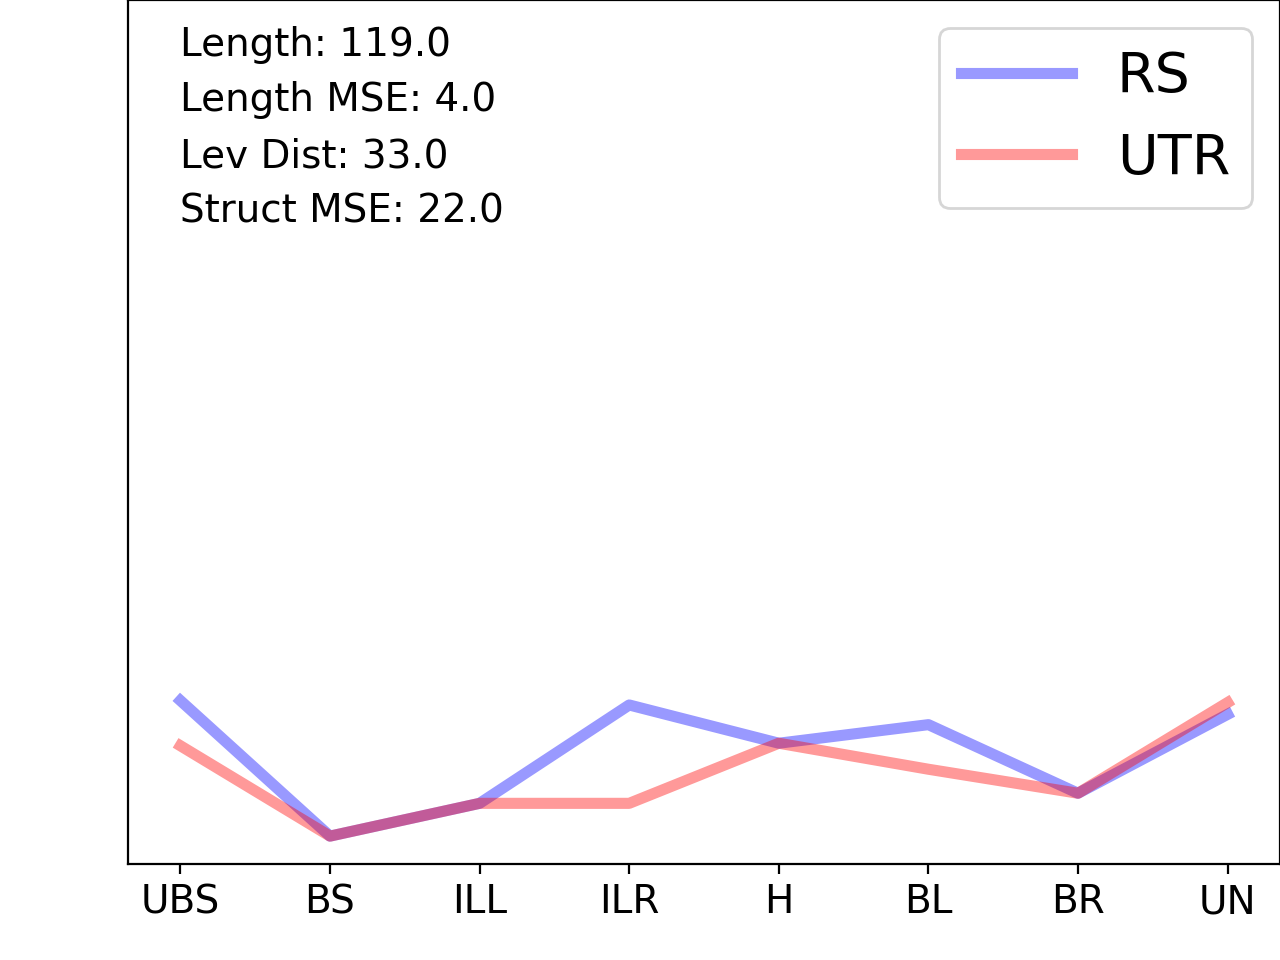 Length: 119.0
Length MSE: 4.0
Lev Dist: 33.0
Struct MSE: 22.0
RS
UTR
UBS BS ILL ILR H BL BR UN